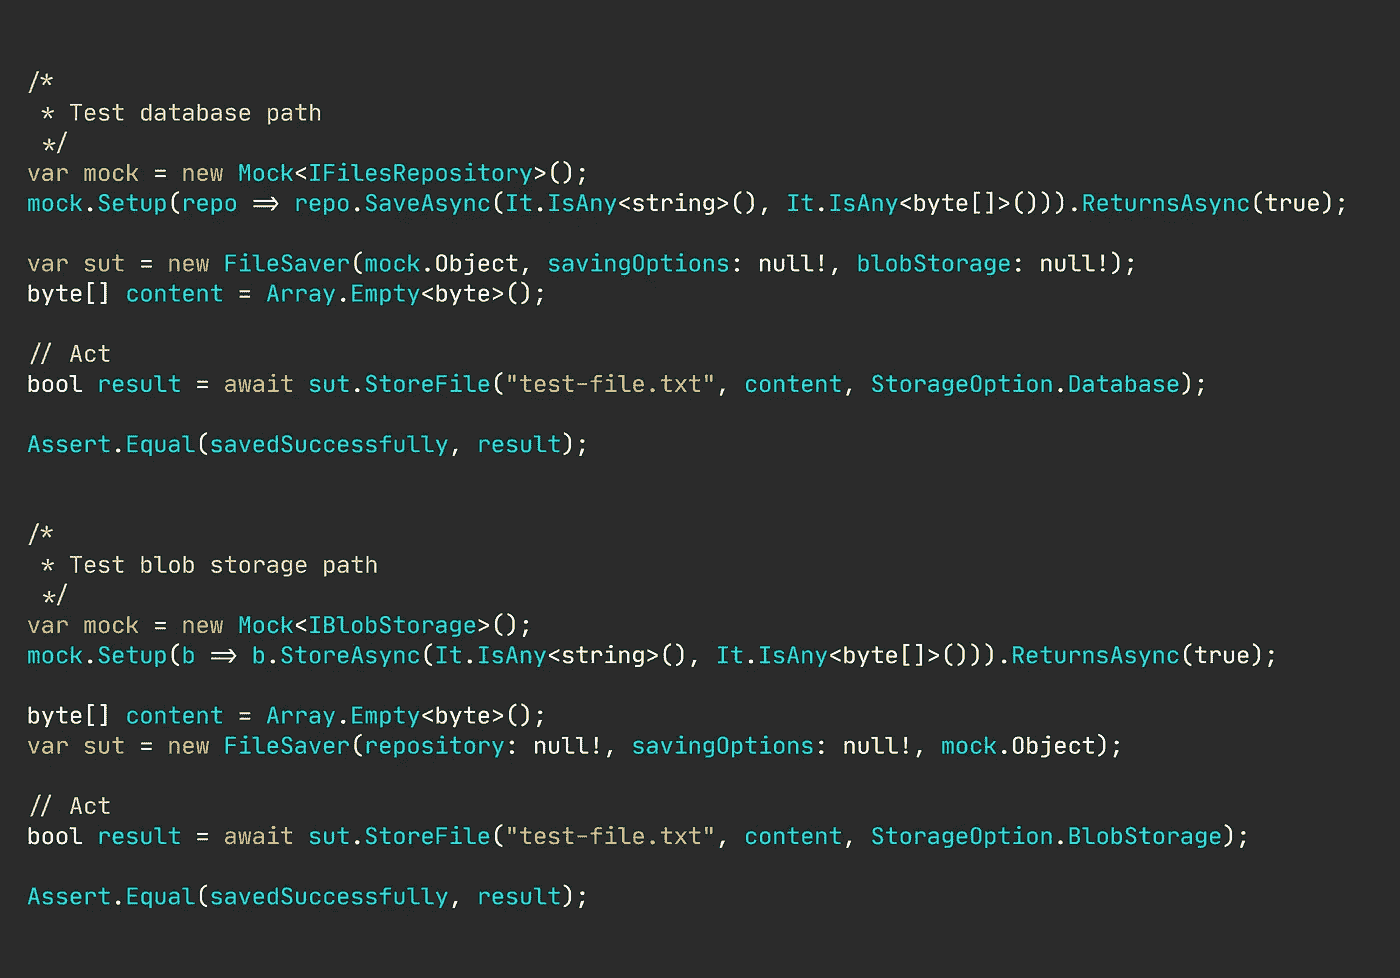 /*
 * Test database path
 */
var mock = new Mock<IFilesRepository>();
mock.Setup(repo => repo.SaveAsync(It.IsAny<string>(), It.IsAny<byte[]>())).ReturnsAsync(true);

var sut = new FileSaver(mock.Object, savingOptions: null!, blobStorage: null!);
byte[] content = Array.Empty<byte>();

// Act
bool result = await sut.StoreFile("test-file.txt", content, StorageOption.Database);

Assert.Equal(savedSuccessfully, result);

/*
 * Test blob storage path
 */
var mock = new Mock<IBlobStorage>();
mock.Setup(b => b.StoreAsync(It.IsAny<string>(), It.IsAny<byte[]>())).ReturnsAsync(true);

byte[] content = Array.Empty<byte>();
var sut = new FileSaver(repository: null!, savingOptions: null!, mock.Object);

// Act
bool result = await sut.StoreFile("test-file.txt", content, StorageOption.BlobStorage);

Assert.Equal(savedSuccessfully, result);